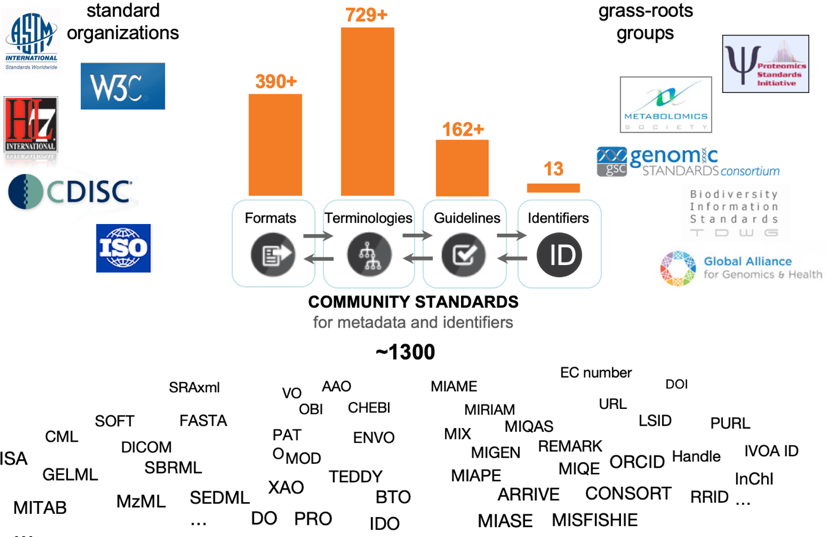 standard
organizations
ASTM
INTERNATIONAL
Standards Worldwide
W3C
HL7
INTERNATIONAL
CDISC
ISO
390+
729+
162+
13
Formats
Terminologies
Guidelines
Identifiers
ID
COMMUNITY STANDARDS
for metadata and identifiers
~1300
grass-roots
groups
Proteomics
Standards
Initiative
METABOLOMICS
SOCIETY
gsc
genomic
STANDARDS consortium
Biodiversity
Information
Standards
TDWG
Global Alliance
for Genomics & Health
SRAxml
SOFT
FASTA
CML
DICOM
ISA
GELML
SBRML
MITAB
MzML
SEDML
...
...
VO
AAO
OBI
CHEBI
PAT
O
ENVO
MOD
TEDDY
XAO
BTO
DO
PRO
IDO
MIAME
MIRIAM
MIQAS
MIX
MIGEN
REMARK
MIAPE
MIQE
ARRIVE
CONSORT
MIASE
MISFISHIE
EC number
DOI
URL
LSID
PURL
ORCID
Handle
IVOA ID
InChI
RRID
...